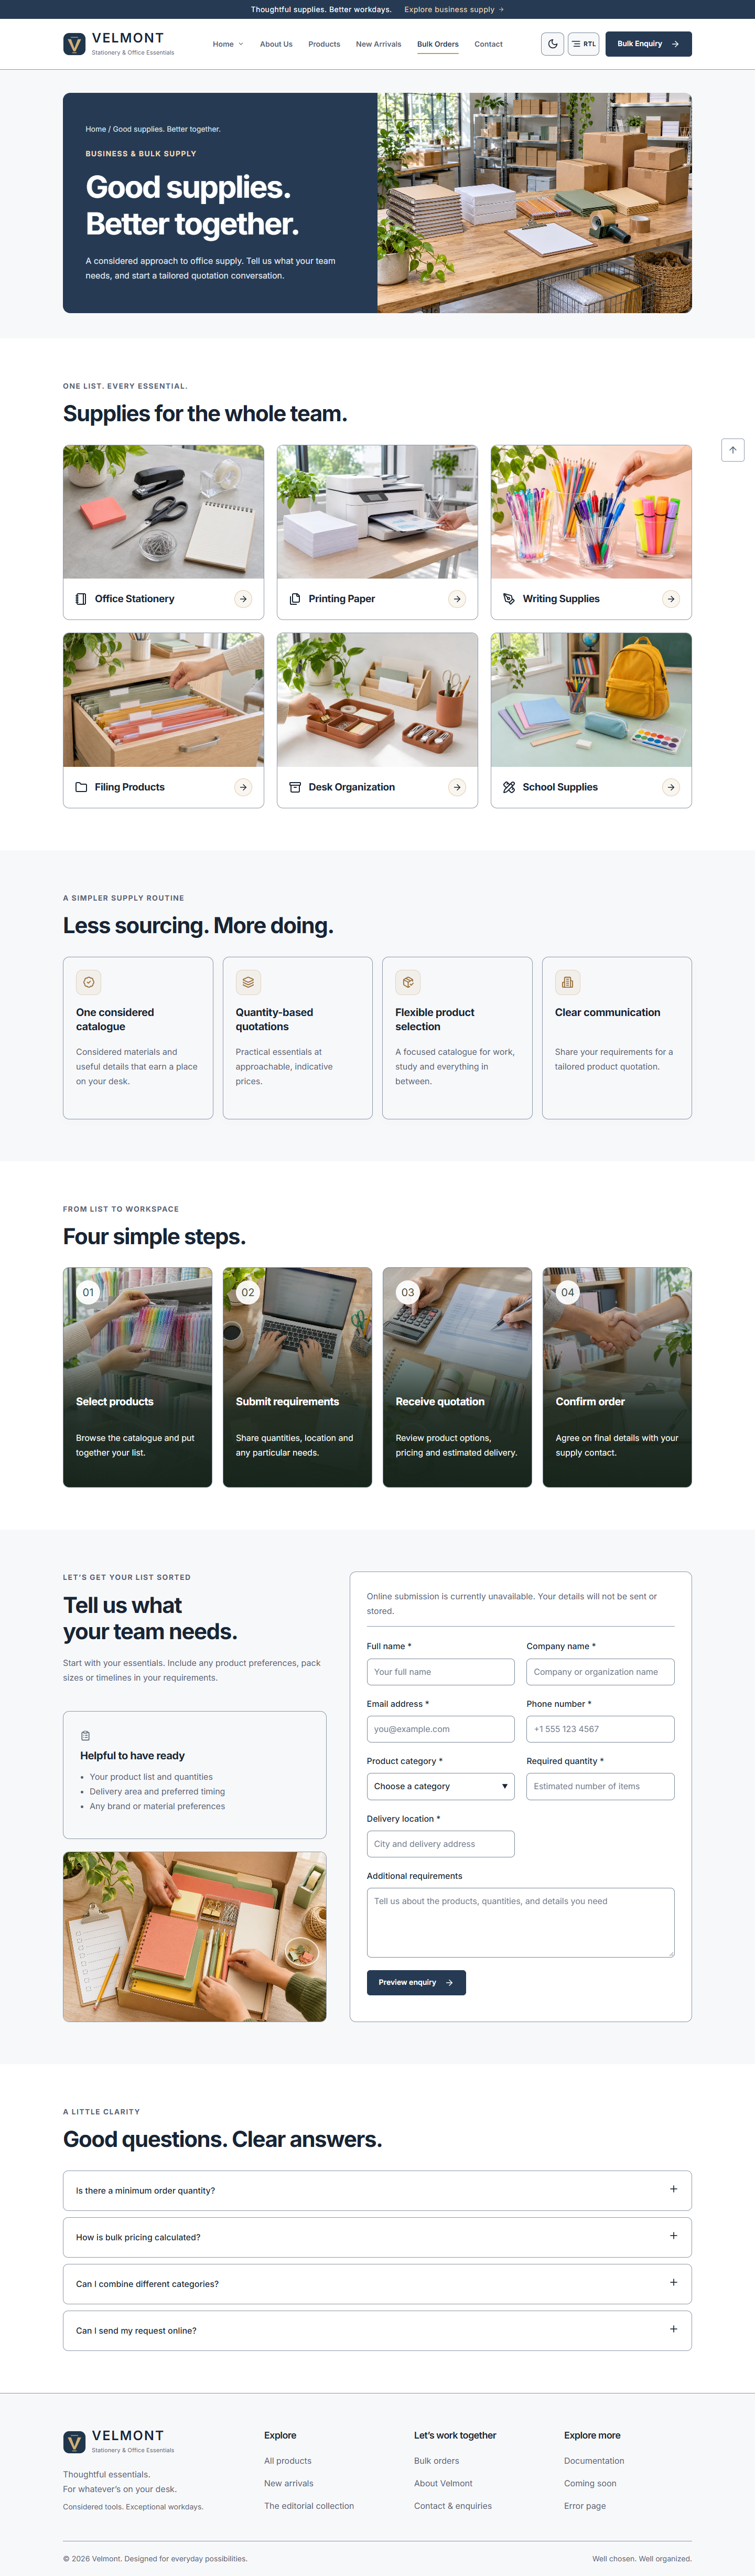 Thoughtful supplies. Better workdays. Explore business supply →
VELMONT
Stationery & Office Essentials
Home About Us Products New Arrivals Bulk Orders Contact
RTL
Bulk Enquiry →
Home / Good supplies. Better together.
BUSINESS & BULK SUPPLY
Good supplies.
Better together.
A considered approach to office supply. Tell us what your team
needs, and start a tailored quotation conversation.
ONE LIST. EVERY ESSENTIAL.
Supplies for the whole team.
Office Stationery
Printing Paper
Writing Supplies
Filing Products
Desk Organization
School Supplies
A SIMPLER SUPPLY ROUTINE
Less sourcing. More doing.
One considered
catalogue
Considered materials and
useful details that earn a place
on your desk.
Quantity-based
quotations
Practical essentials at
approachable, indicative
prices.
Flexible product
selection
A focused catalogue for work,
study and everything in
between.
Clear communication
Share your requirements for a
tailored product quotation.
FROM LIST TO WORKSPACE
Four simple steps.
01
Select products
Browse the catalogue and put
together your list.
02
Submit requirements
Share quantities, location and
any particular needs.
03
Receive quotation
Review product options,
pricing and estimated delivery.
04
Confirm order
Agree on final details with your
supply contact.
LET'S GET YOUR LIST SORTED
Tell us what
your team needs.
Start with your essentials. Include any product preferences, pack
sizes or timelines in your requirements.
Helpful to have ready
• Your product list and quantities
• Delivery area and preferred timing
• Any brand or material preferences
Online submission is currently unavailable. Your details will not be sent or
stored.
Full name *
Your full name
Company name *
Company or organization name
Email address *
you@example.com
Phone number *
+1 555 123 4567
Product category *
Choose a category
Required quantity *
Estimated number of items
Delivery location *
City and delivery address
Additional requirements
Tell us about the products, quantities, and details you need
Preview enquiry →
A LITTLE CLARITY
Good questions. Clear answers.
Is there a minimum order quantity? +
How is bulk pricing calculated? +
Can I combine different categories? +
Can I send my request online? +
VELMONT
Stationery & Office Essentials
Thoughtful essentials.
For whatever's on your desk.
Considered tools. Exceptional workdays.
Explore
All products
New arrivals
The editorial collection
Let's work together
Bulk orders
About Velmont
Contact & enquiries
Explore more
Documentation
Coming soon
Error page
© 2026 Velmont. Designed for everyday possibilities.
Well chosen. Well organized.